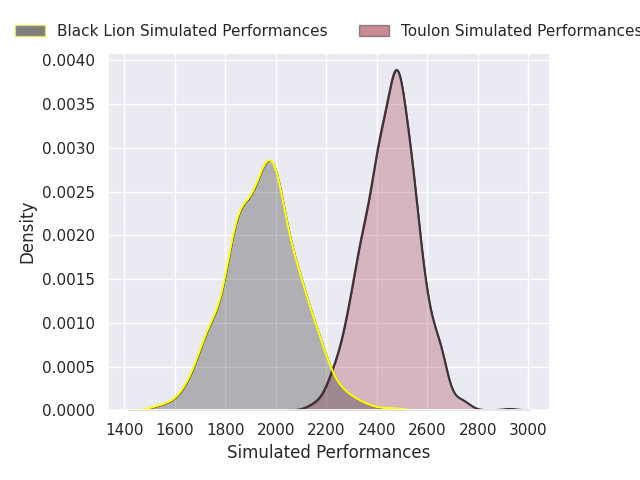 Black Lion Simulated Performances Toulon Simulated Performances
0.0040
0.0035
0.0030
0.0025
0.0020
0.0015
0.0010
0.0005
0.0000
Density
1400 1600 1800 2000 2200 2400 2600 2800 3000
Simulated Performances